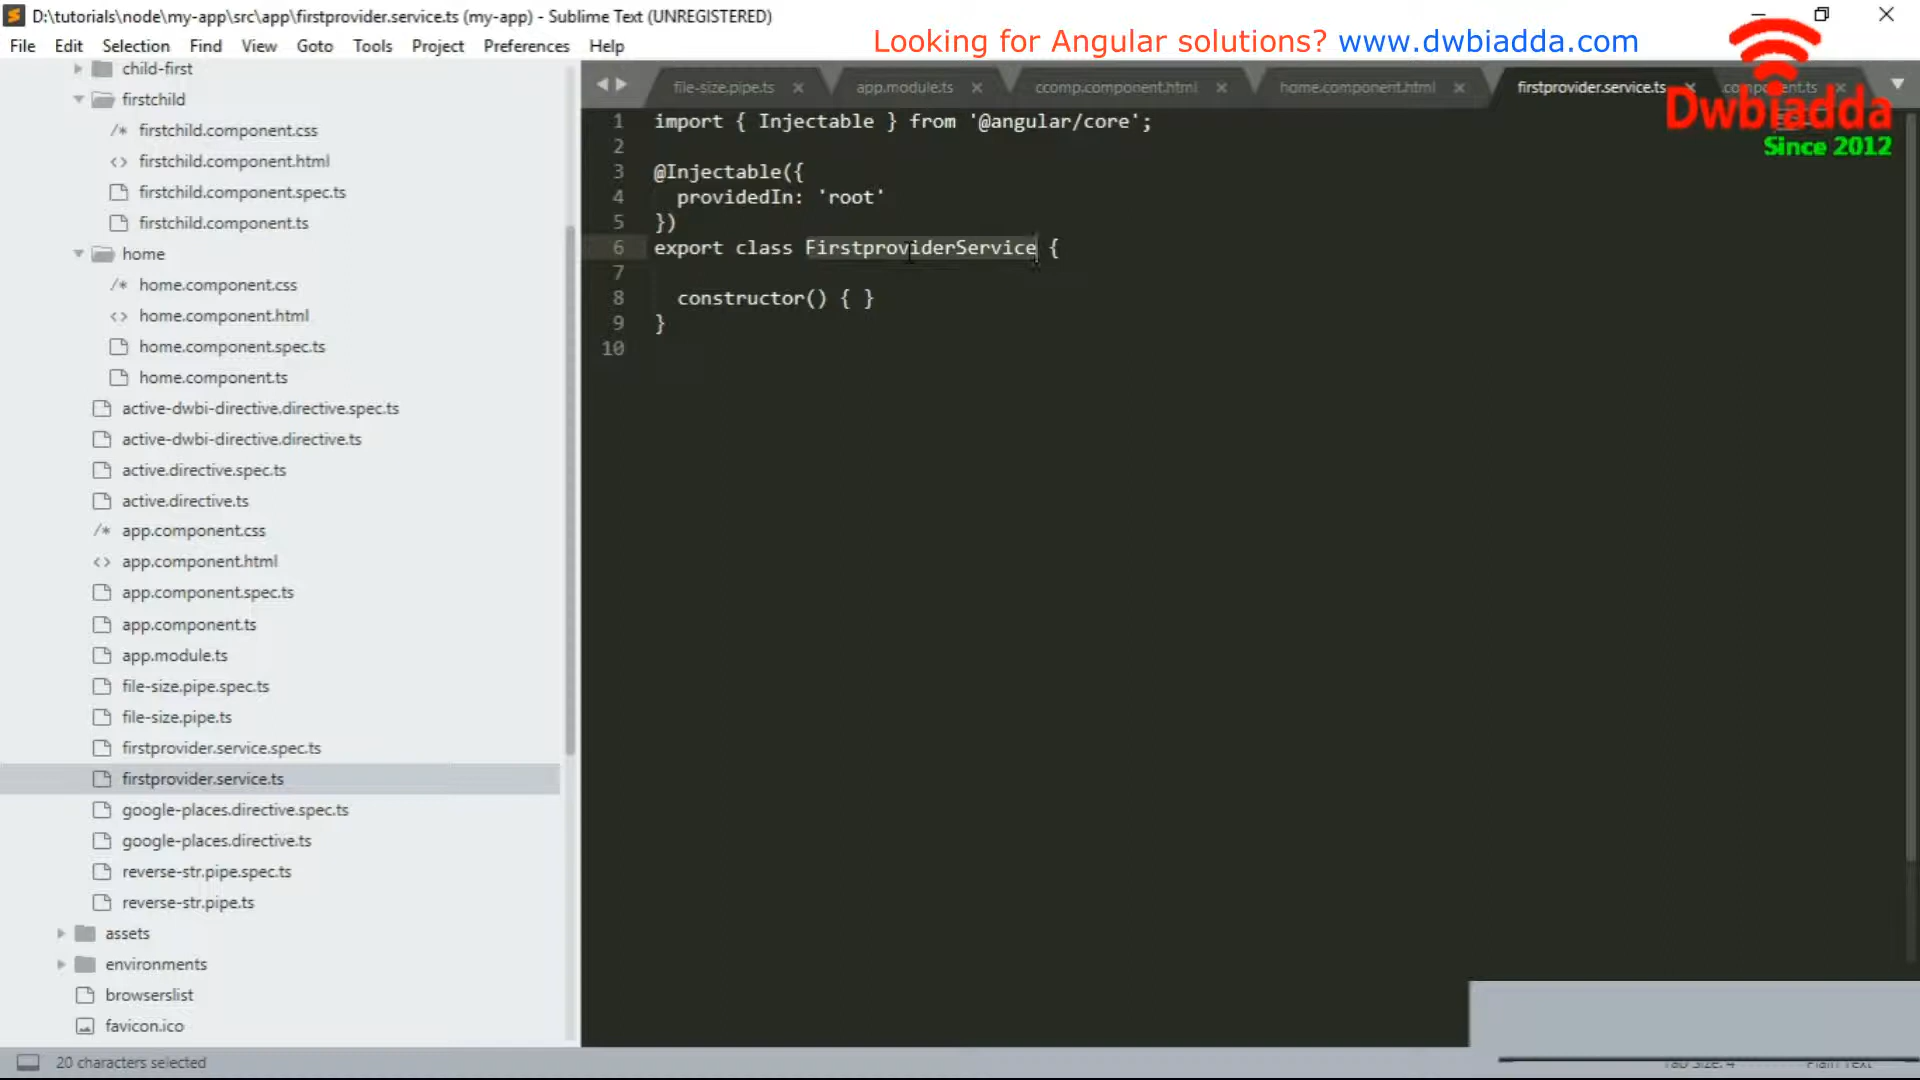 D:\tutorials\node\my-app\src\app\firstprovider.service.ts (my-app) - Sublime Text (UNREGISTERED)
File Edit Selection Find View Goto Tools Project Preferences Help
Looking for Angular solutions? www.dwbiadda.com
Dwbiadda
Since 2012
child-first
firstchild
/* firstchild.component.css
<> firstchild.component.html
firstchild.component.spec.ts
firstchild.component.ts
home
/* home.component.css
<> home.component.html
home.component.spec.ts
home.component.ts
active-dwbi-directive.directive.spec.ts
active-dwbi-directive.directive.ts
active.directive.spec.ts
active.directive.ts
/* app.component.css
<> app.component.html
app.component.spec.ts
app.component.ts
app.module.ts
file-size.pipe.spec.ts
file-size.pipe.ts
firstprovider.service.spec.ts
firstprovider.service.ts
google-places.directive.spec.ts
google-places.directive.ts
reverse-str.pipe.spec.ts
reverse-str.pipe.ts
assets
environments
browserslist
favicon.ico
file-size.pipe.ts app.module.ts ccomp.component.html home.component.html firstprovider.service.ts component.ts
1 import { Injectable } from '@angular/core';
2
3 @Injectable({
4 providedIn: 'root'
5 })
6 export class FirstproviderService {
7
8 constructor() { }
9 }
10
20 characters selected
Tab Size: 4 Plain Text